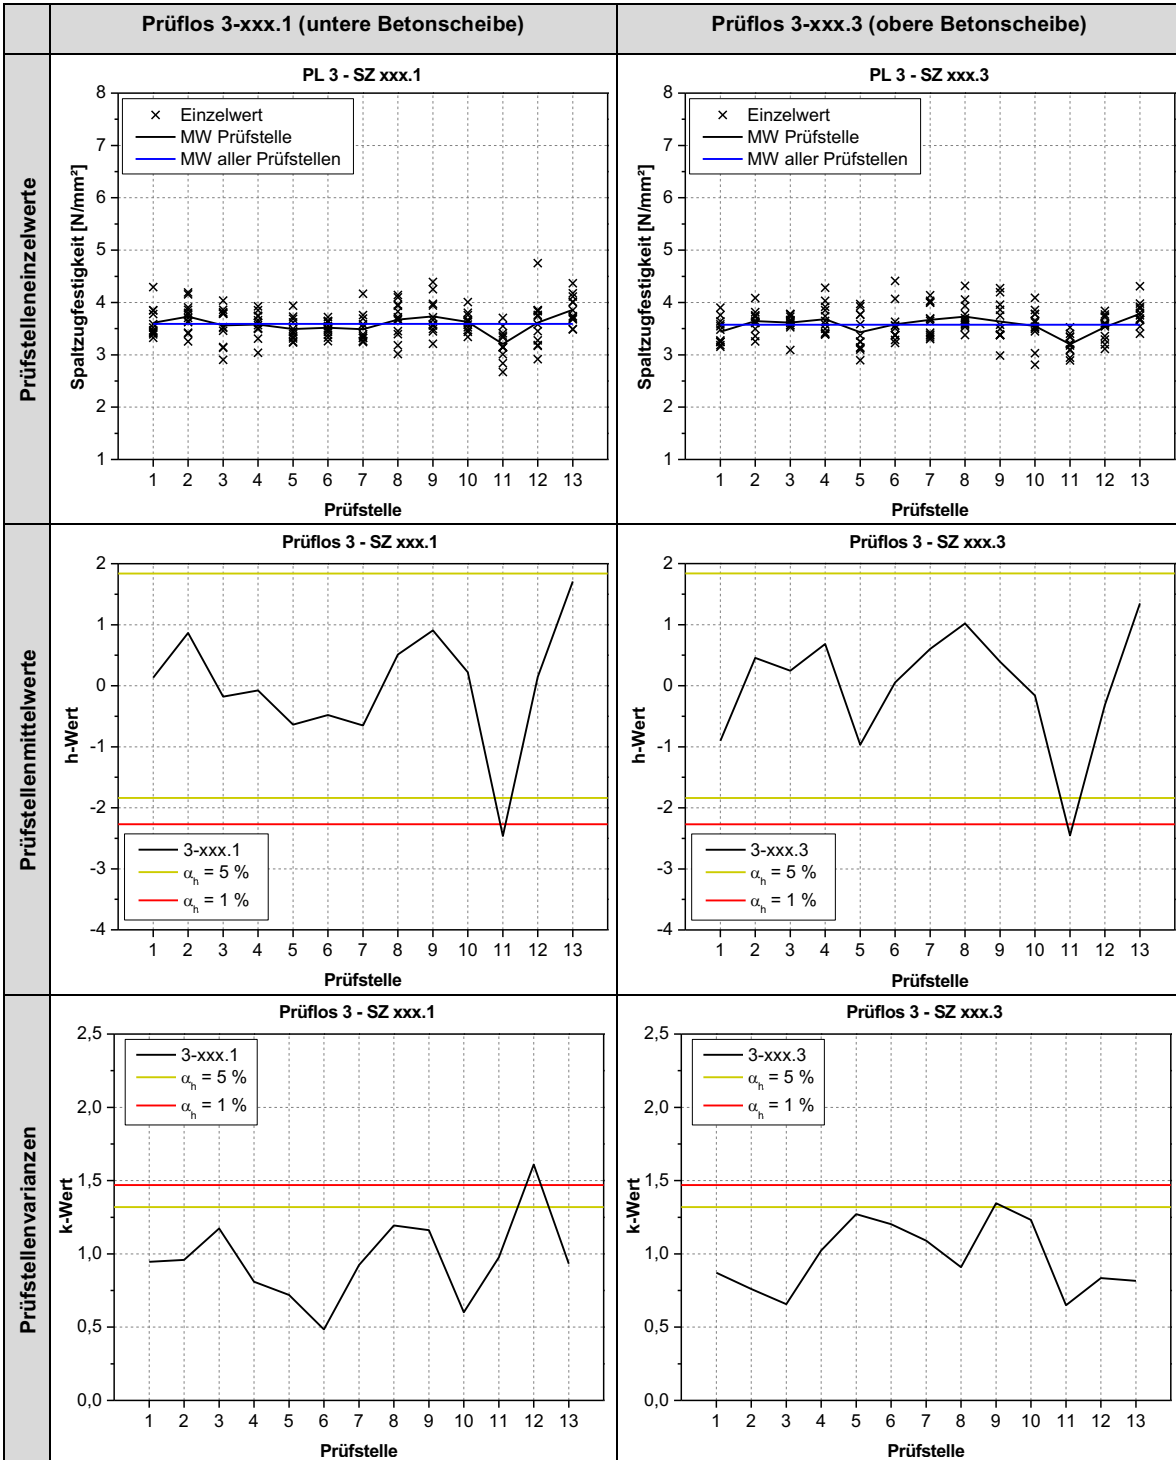 Prüflos 3-xxx.1 (untere Betonscheibe)
Prüflos 3-xxx.3 (obere Betonscheibe)
Prüfstelleneinzelwerte
PL 3 - SZ xxx.1
8
7
6
5
4
3
2
1
Spaltzugfestigkeit [N/mm²]
Einzelwert
MW Prüfstelle
MW aller Prüfstellen
1 2 3 4 5 6 7 8 9 10 11 12 13
Prüfstelle
PL 3 - SZ xxx.3
8
7
6
5
4
3
2
1
Spaltzugfestigkeit [N/mm²]
Einzelwert
MW Prüfstelle
MW aller Prüfstellen
1 2 3 4 5 6 7 8 9 10 11 12 13
Prüfstelle
Prüfstellenmittelwerte
Prüflos 3 - SZ xxx.1
2
1
0
-1
-2
-3
-4
h-Wert
3-xxx.1
αh = 5 %
αh = 1 %
1 2 3 4 5 6 7 8 9 10 11 12 13
Prüfstelle
Prüflos 3 - SZ xxx.3
2
1
0
-1
-2
-3
-4
h-Wert
3-xxx.3
αh = 5 %
αh = 1 %
1 2 3 4 5 6 7 8 9 10 11 12 13
Prüfstelle
Prüfstellenvarianzen
Prüflos 3 - SZ xxx.1
2,5
2,0
1,5
1,0
0,5
0,0
k-Wert
3-xxx.1
αh = 5 %
αh = 1 %
1 2 3 4 5 6 7 8 9 10 11 12 13
Prüfstelle
Prüflos 3 - SZ xxx.3
2,5
2,0
1,5
1,0
0,5
0,0
k-Wert
3-xxx.3
αh = 5 %
αh = 1 %
1 2 3 4 5 6 7 8 9 10 11 12 13
Prüfstelle